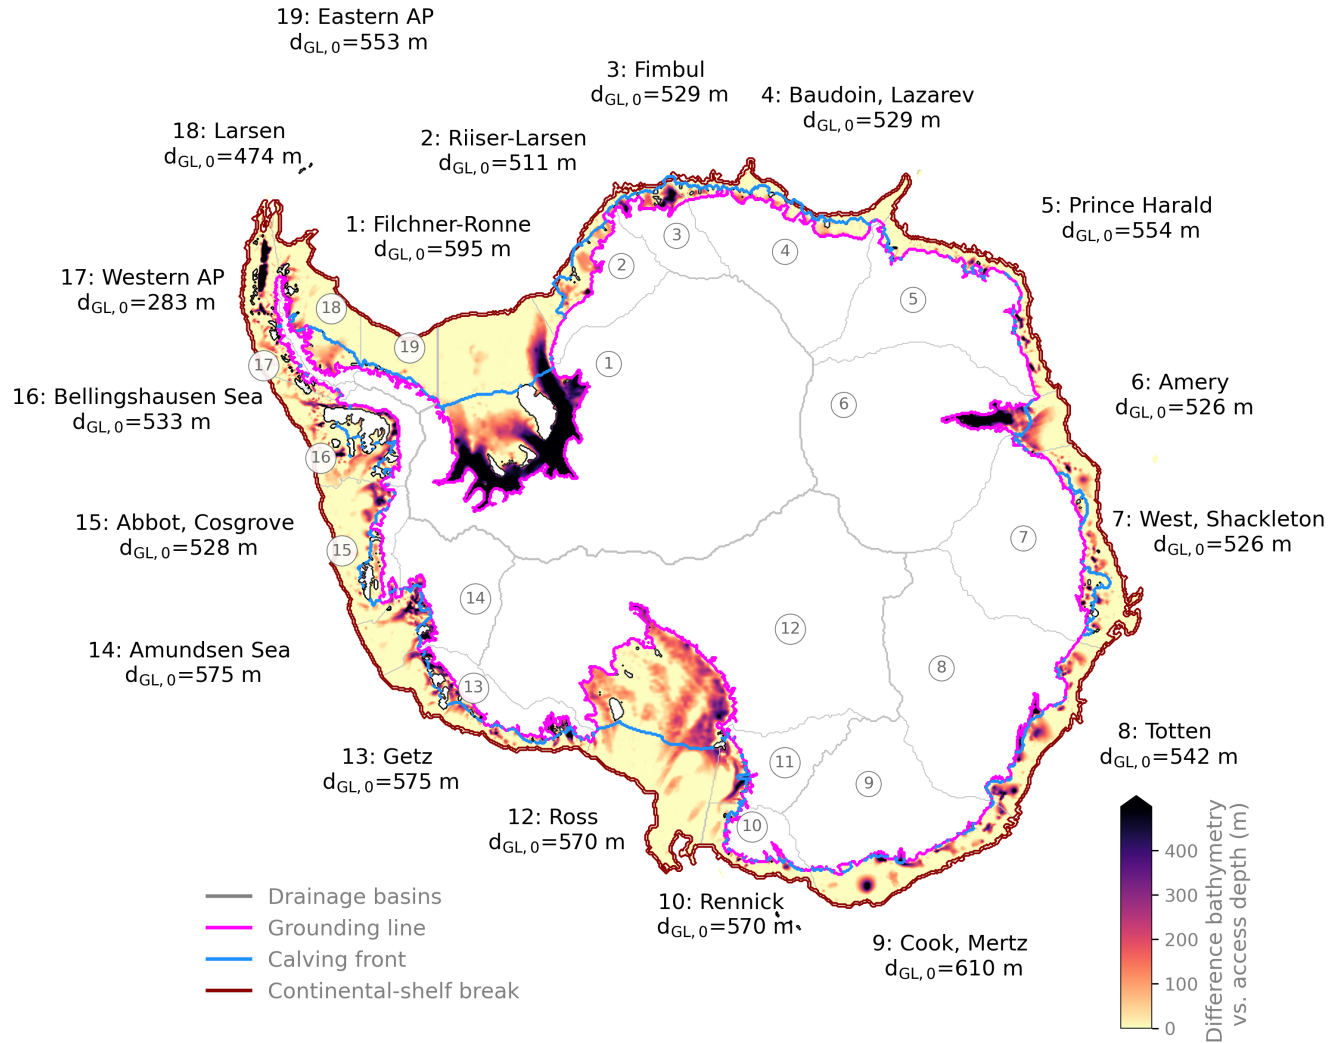 19: Eastern AP
dGL, 0=553 m
3: Fimbul
dGL, 0=529 m
4: Baudoin, Lazarev
dGL, 0=529 m
18: Larsen
dGL, 0=474 m
2: Riiser-Larsen
dGL, 0=511 m
1: Filchner-Ronne
dGL, 0=595 m
5: Prince Harald
dGL, 0=554 m
17: Western AP
dGL, 0=283 m
16: Bellingshausen Sea
dGL, 0=533 m
6: Amery
dGL, 0=526 m
15: Abbot, Cosgrove
dGL, 0=528 m
7: West, Shackleton
dGL, 0=526 m
14: Amundsen Sea
dGL, 0=575 m
13: Getz
dGL, 0=575 m
8: Totten
dGL, 0=542 m
12: Ross
dGL, 0=570 m
10: Rennick
dGL, 0=570 m
9: Cook, Mertz
dGL, 0=610 m
3
4
2
5
18
19
17
1
6
16
7
15
14
12
8
13
11
9
10
Drainage basins
Grounding line
Calving front
Continental-shelf break
400
300
200
100
0
Difference bathymetry
vs. access depth (m)